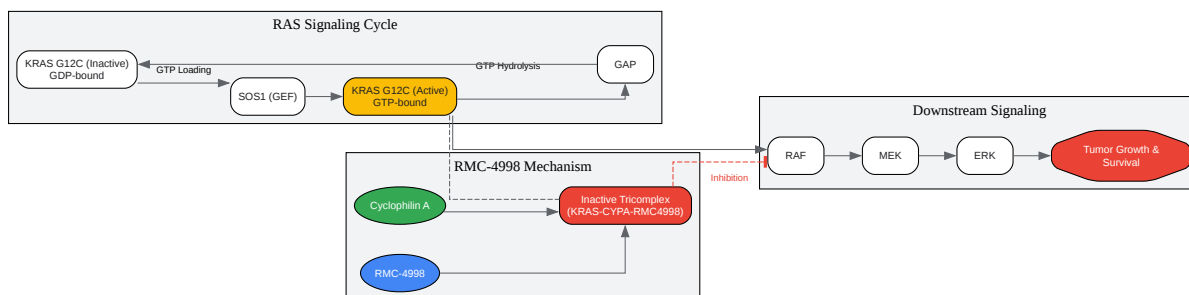 RAS Signaling Cycle
KRAS G12C (Inactive)
GDP-bound
GTP Loading
SOS1 (GEF)
KRAS G12C (Active)
GTP-bound
GTP Hydrolysis
GAP
Downstream Signaling
RAF
MEK
ERK
Tumor Growth &
Survival
RMC-4998 Mechanism
Cyclophilin A
Inactive Tricomplex
(KRAS-CYPA-RMC4998)
Inhibition
RMC-4998